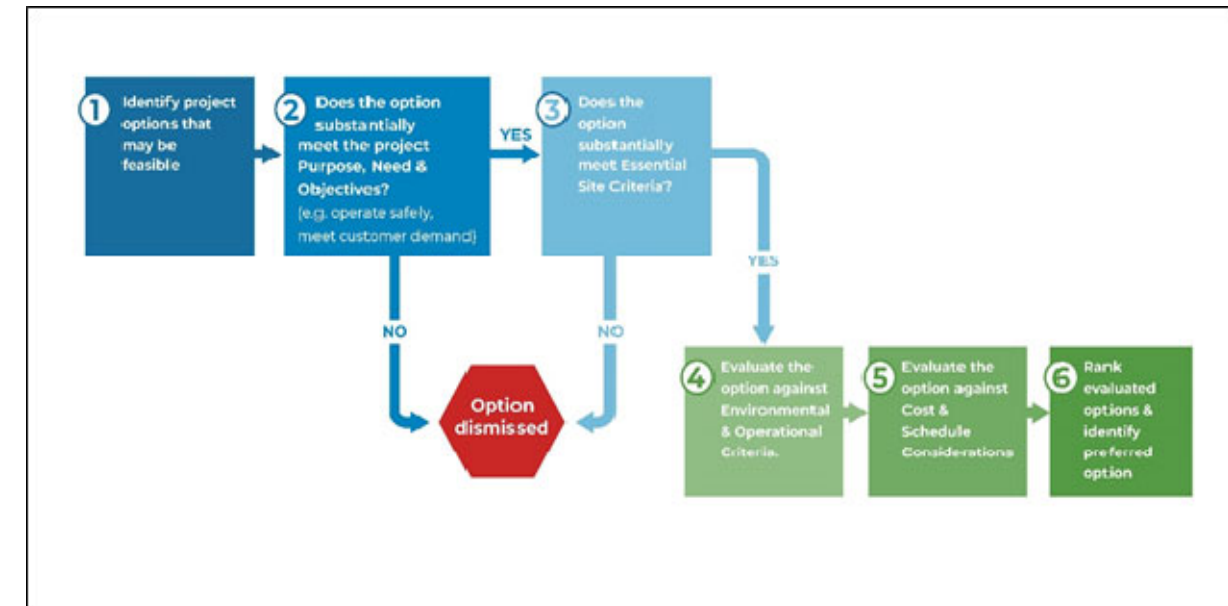 1
Identify project
options that
may be
feasible
2
Does the option
substantially
meet the project
Purpose, Need &
Objectives?
(e.g. operate safely,
meet customer demand)
YES
3
Does the
option
substantially
meet Essential
Site Criteria?
YES
NO
NO
Option
dismissed
4
Evaluate the
option against
Environmental
& Operational
Criteria.
5
Evaluate the
option against
Cost &
Schedule
Considerations
6
Rank
evaluated
options &
identify
preferred
option